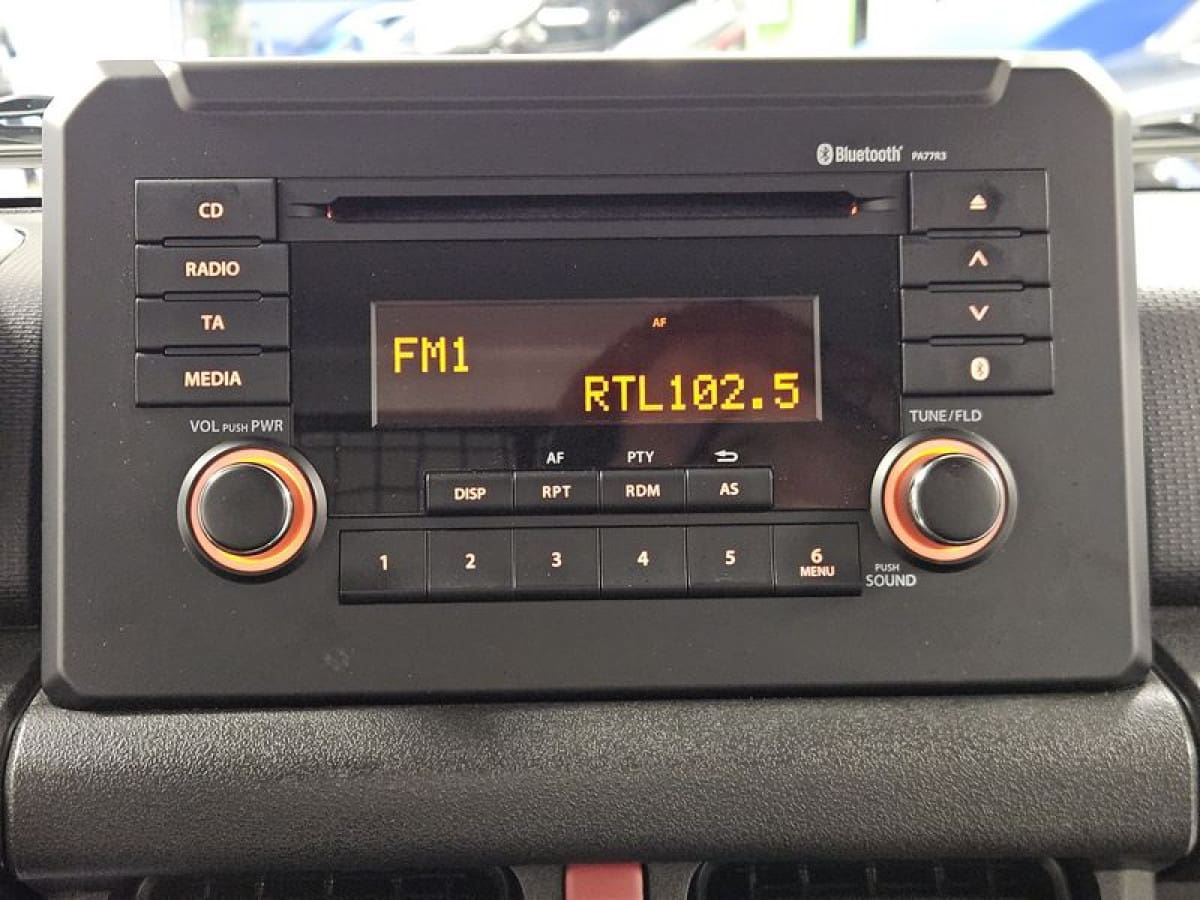 Bluetooth® PA77R3
CD
RADIO
TA
MEDIA
VOL PUSH PWR
AF
FM1
RTL102.5
TUNE/FLD
AF PTY
DISP RPT RDM AS
1 2 3 4 5 6
MENU
PUSH
SOUND